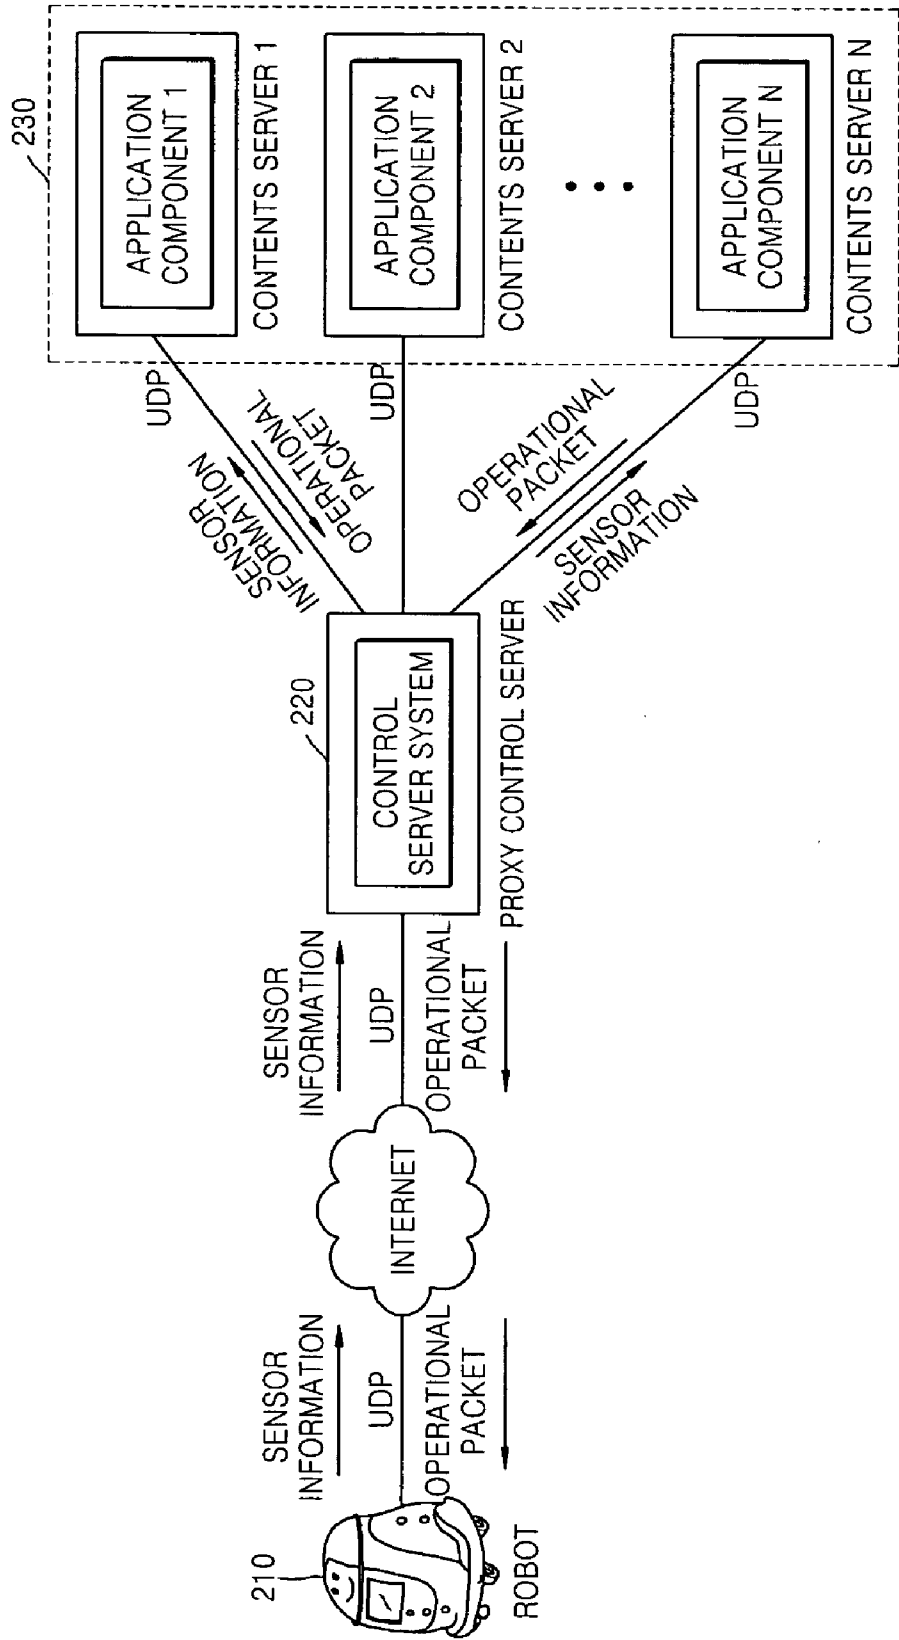 230
APPLICATION
COMPONENT 1
CONTENTS SERVER 1
APPLICATION
COMPONENT 2
CONTENTS SERVER 2
APPLICATION
COMPONENT N
CONTENTS SERVER N
UDP
SENSOR
INFORMATION
OPERATIONAL
PACKET
UDP
OPERATIONAL
PACKET
SENSOR
INFORMATION
UDP
220
CONTROL
SERVER SYSTEM
PROXY CONTROL SERVER
SENSOR
INFORMATION
UDP
OPERATIONAL
PACKET
INTERNET
SENSOR
INFORMATION
UDP
OPERATIONAL
PACKET
210
ROBOT